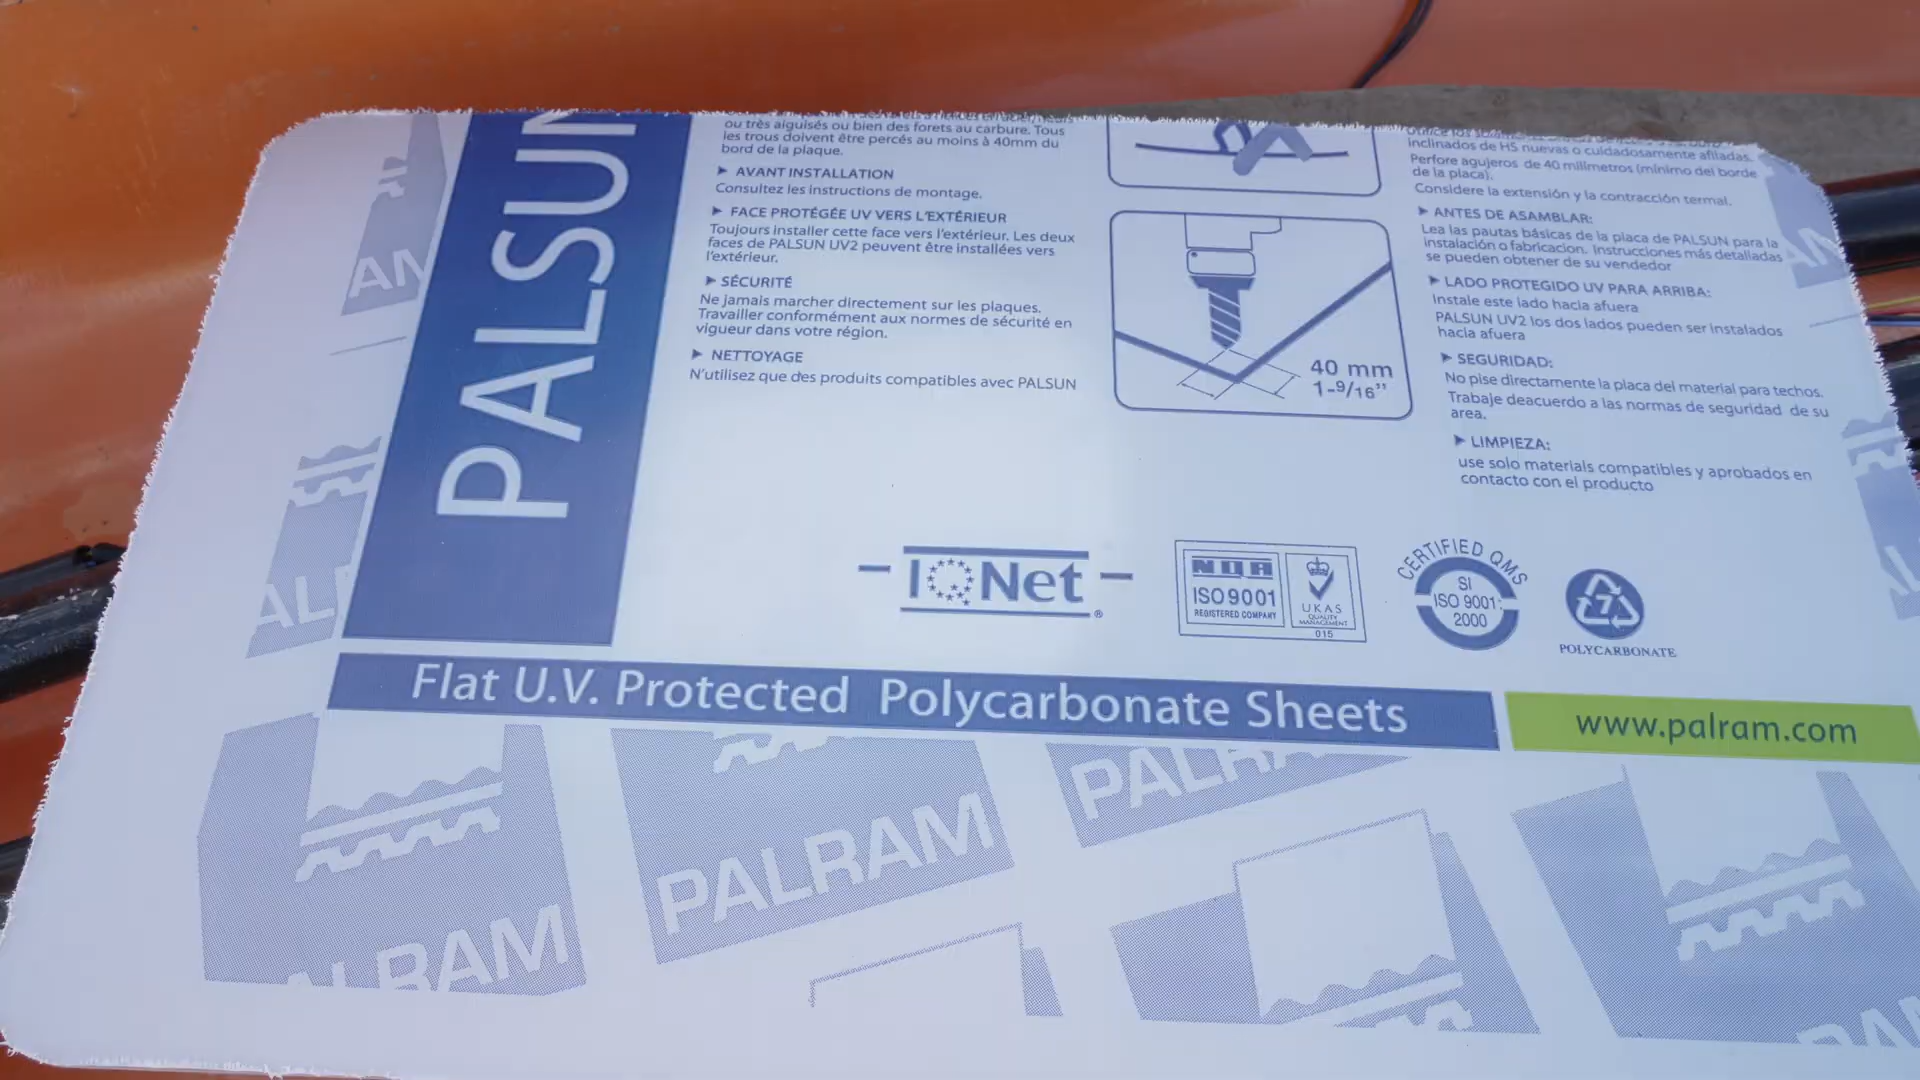 PALSUN
ou très aiguisés ou bien des forets au carbure. Tous
les trous doivent être percés au moins à 40mm du
bord de la plaque.
► AVANT INSTALLATION
Consultez les instructions de montage.
► FACE PROTÉGÉE UV VERS L'EXTÉRIEUR
Toujours installer cette face vers l'extérieur. Les deux
faces de PALSUN UV2 peuvent être installées vers
l'extérieur.
► SÉCURITÉ
Ne jamais marcher directement sur les plaques.
Travailler conformément aux normes de sécurité en
vigueur dans votre région.
► NETTOYAGE
N'utilisez que des produits compatibles avec PALSUN
40 mm
1-9/16"
inclinados de HS nuevas o cuidadosamente afiladas.
Perfore agujeros de 40 milimetros (mínimo del borde
de la placa).
Considere la extensión y la contracción termal.
► ANTES DE ASAMBLAR:
Lea las pautas básicas de la placa de PALSUN para la
instalación o fabricacion. Instrucciones más detalladas
se pueden obtener de su vendedor
► LADO PROTEGIDO UV PARA ARRIBA:
Instale este lado hacia afuera
PALSUN UV2 los dos lados pueden ser instalados
hacia afuera
► SEGURIDAD:
No pise directamente la placa del material para techos.
Trabaje deacuerdo a las normas de seguridad de su
area.
► LIMPIEZA:
use solo materials compatibles y aprobados en
contacto con el producto
IQNet®
NQA
ISO 9001
REGISTERED COMPANY
UKAS
QUALITY
MANAGEMENT
015
CERTIFIED QMS
SI
ISO 9001:
2000
7
POLYCARBONATE
Flat U.V. Protected Polycarbonate Sheets
www.palram.com
PALRAM
PALRAM
ALRAM